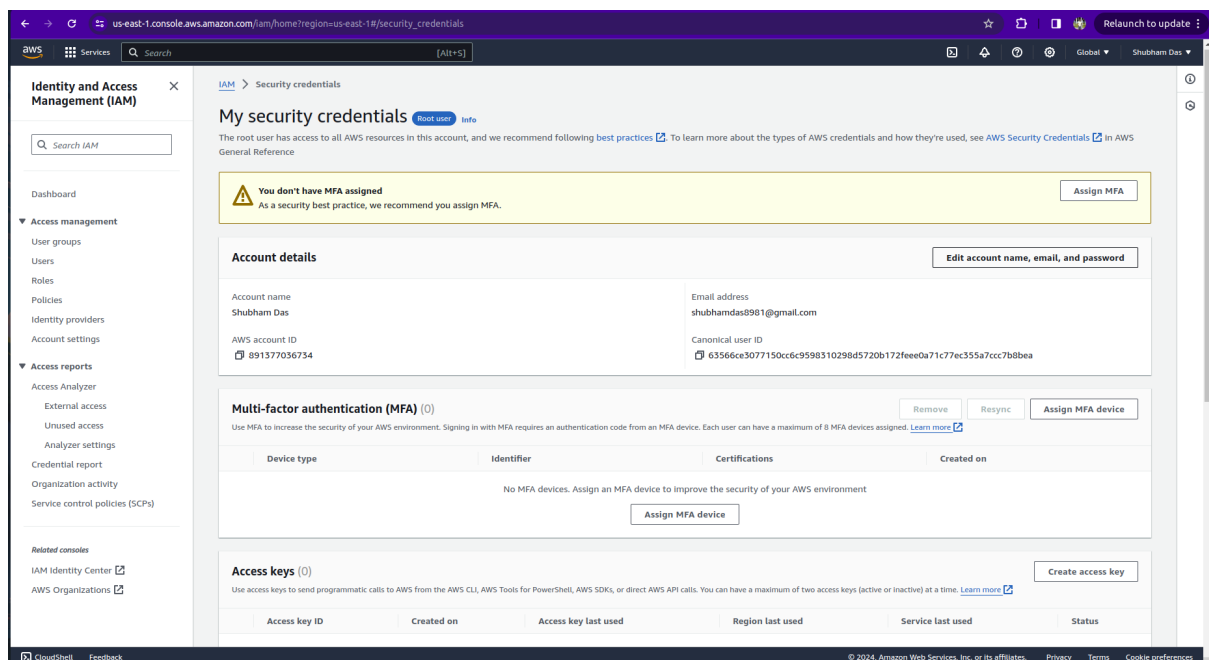 us-east-1.console.aws.amazon.com/iam/home?region=us-east-1#/security_credentials
Relaunch to update
aws
Services
Search
[Alt+S]
Global
Shubham Das
Identity and Access Management (IAM)
Search IAM
Dashboard
Access management
User groups
Users
Roles
Policies
Identity providers
Account settings
Access reports
Access Analyzer
External access
Unused access
Analyzer settings
Credential report
Organization activity
Service control policies (SCPs)
Related consoles
IAM Identity Center
AWS Organizations
IAM > Security credentials
My security credentials Root user Info
The root user has access to all AWS resources in this account, and we recommend following best practices. To learn more about the types of AWS credentials and how they're used, see AWS Security Credentials in AWS
General Reference
You don't have MFA assigned
As a security best practice, we recommend you assign MFA.
Assign MFA
Account details
Edit account name, email, and password
Account name
Shubham Das
Email address
shubhamdas8981@gmail.com
AWS account ID
891377036734
Canonical user ID
63566ce3077150cc6c9598310298d5720b172feee0a71c77ec355a7ccc7b8bea
Multi-factor authentication (MFA) (0)
Remove
Resync
Assign MFA device
Use MFA to increase the security of your AWS environment. Signing in with MFA requires an authentication code from an MFA device. Each user can have a maximum of 8 MFA devices assigned. Learn more
Device type Identifier Certifications Created on
No MFA devices. Assign an MFA device to improve the security of your AWS environment
Assign MFA device
Access keys (0)
Create access key
Use access keys to send programmatic calls to AWS from the AWS CLI, AWS Tools for PowerShell, AWS SDKs, or direct AWS API calls. You can have a maximum of two access keys (active or inactive) at a time. Learn more
Access key ID Created on Access key last used Region last used Service last used Status
CloudShell Feedback © 2024, Amazon Web Services, Inc. or its affiliates. Privacy Terms Cookie preferences